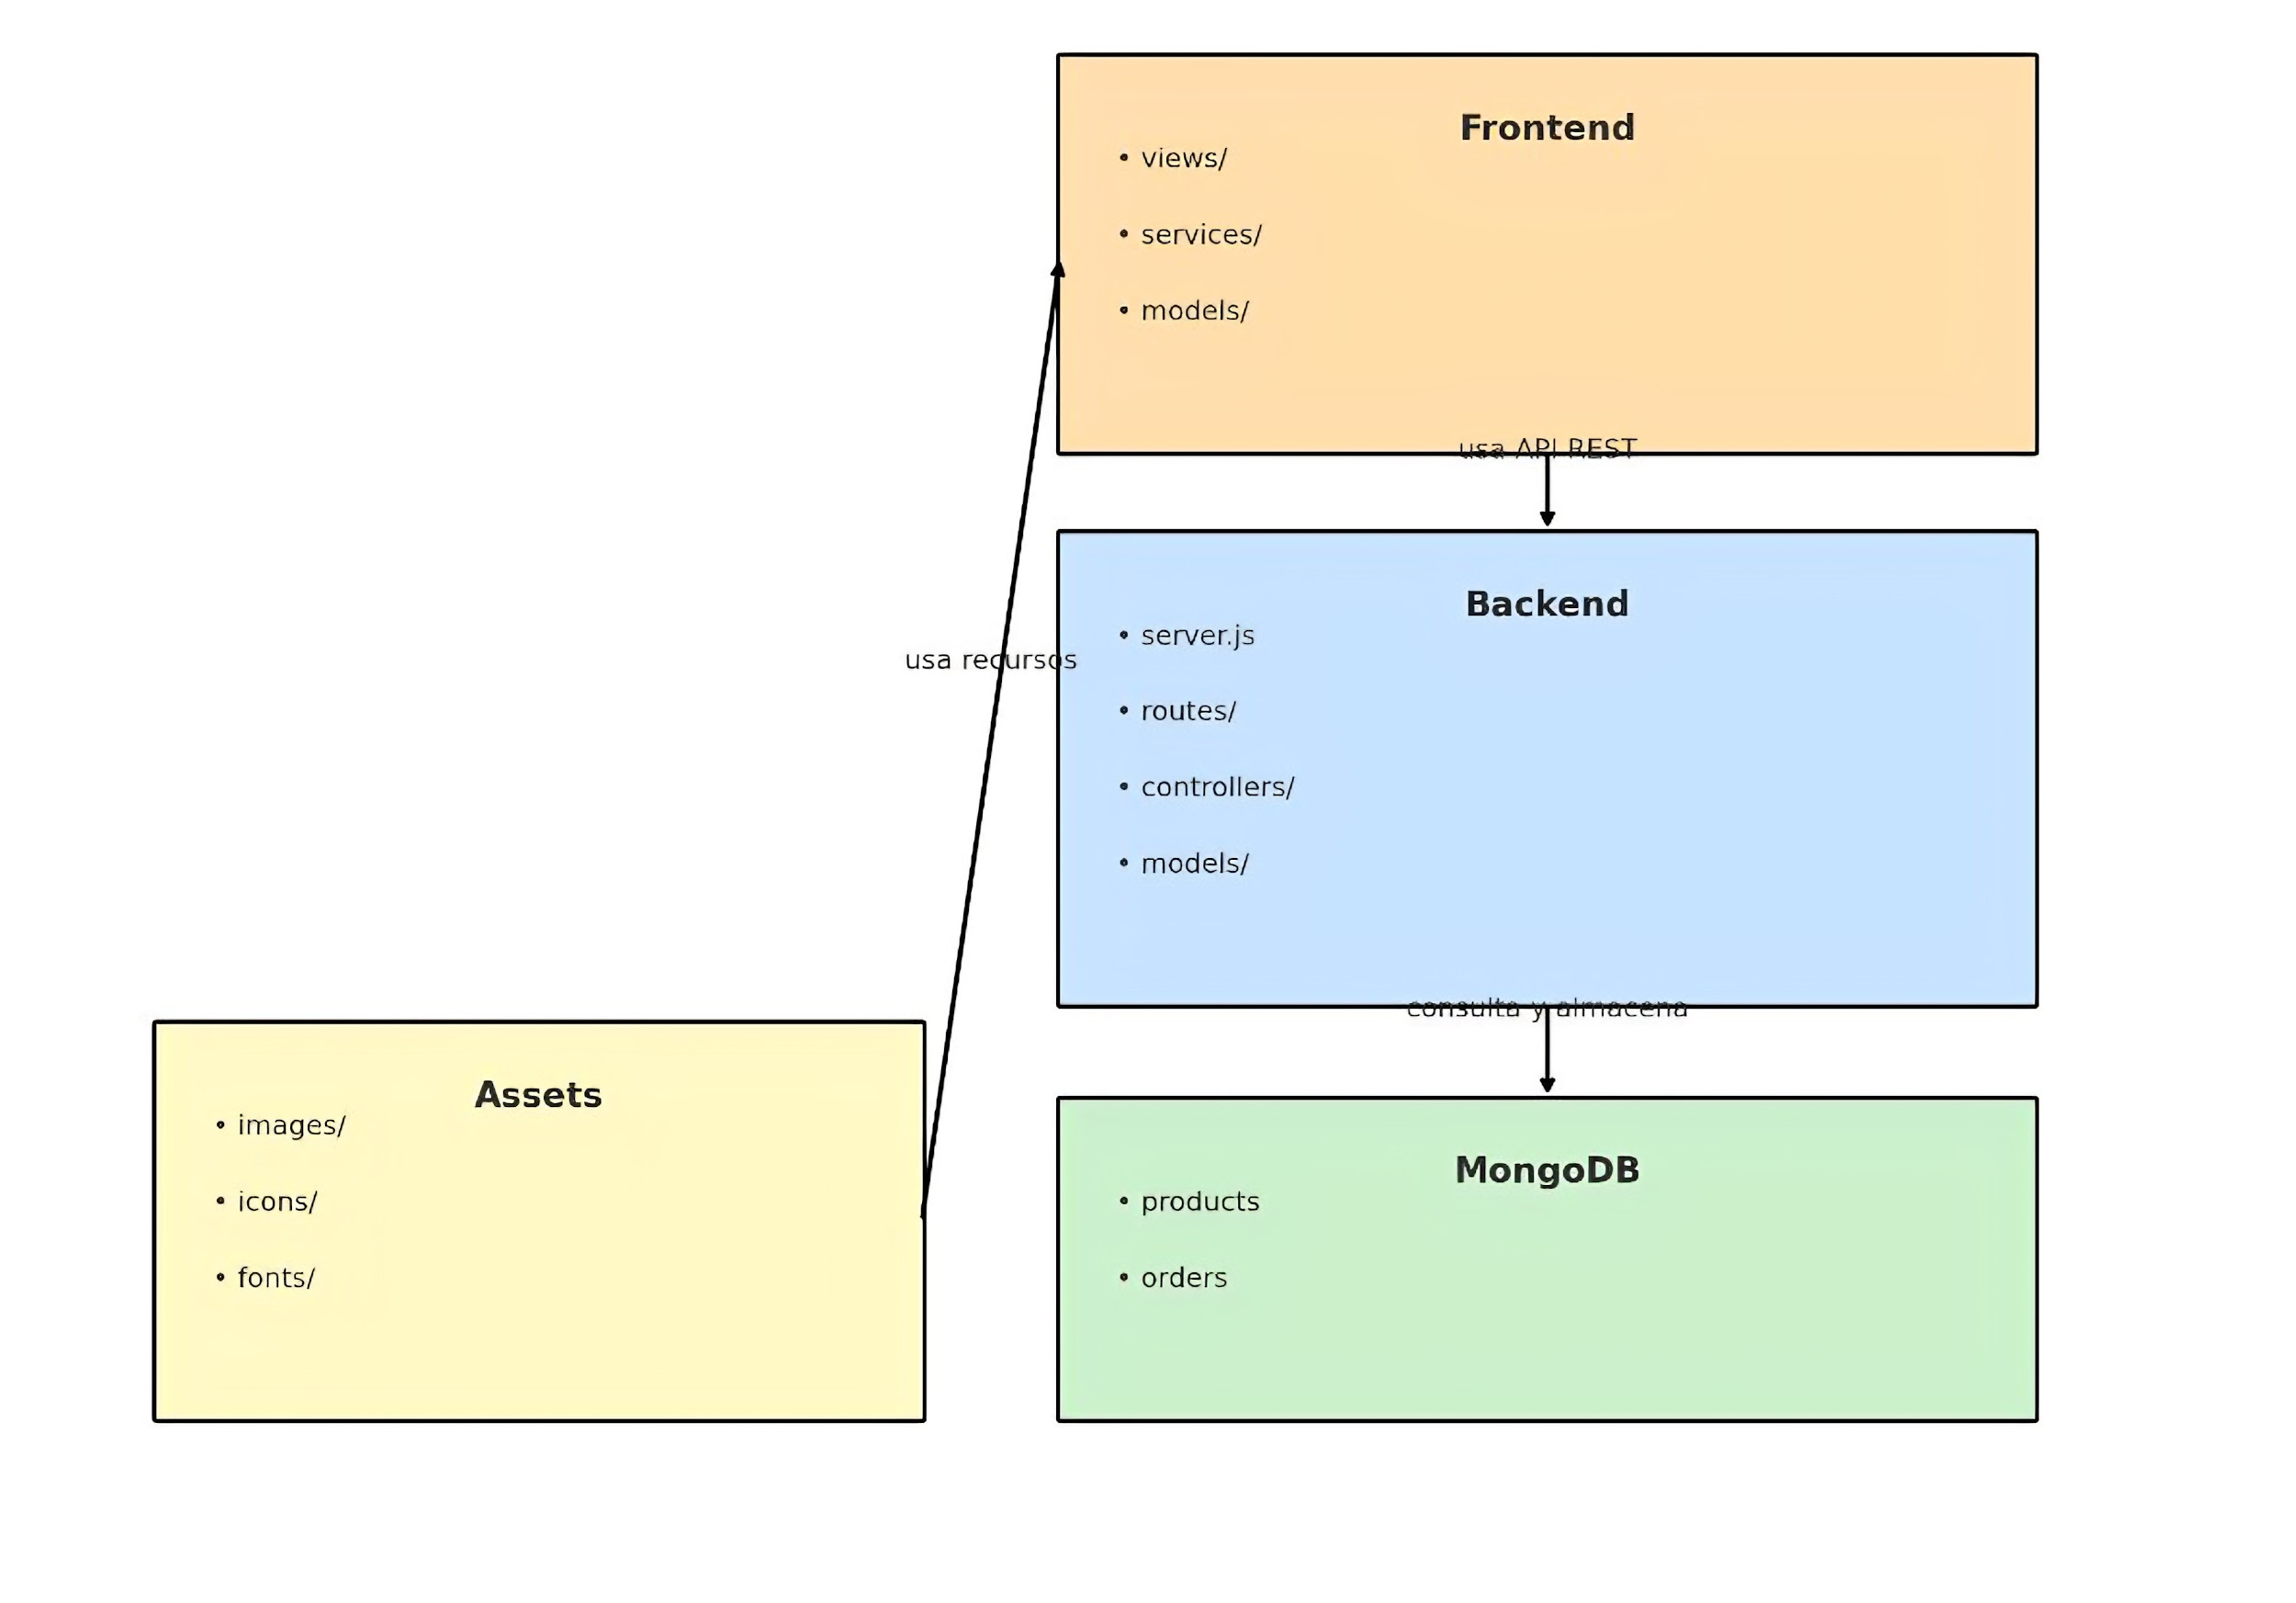 Frontend
• views/
• services/
• models/
usa API REST
Backend
• server.js
usa recursos
• routes/
• controllers/
• models/
consulta y almacena
Assets
• images/
• icons/
• fonts/
MongoDB
• products
• orders